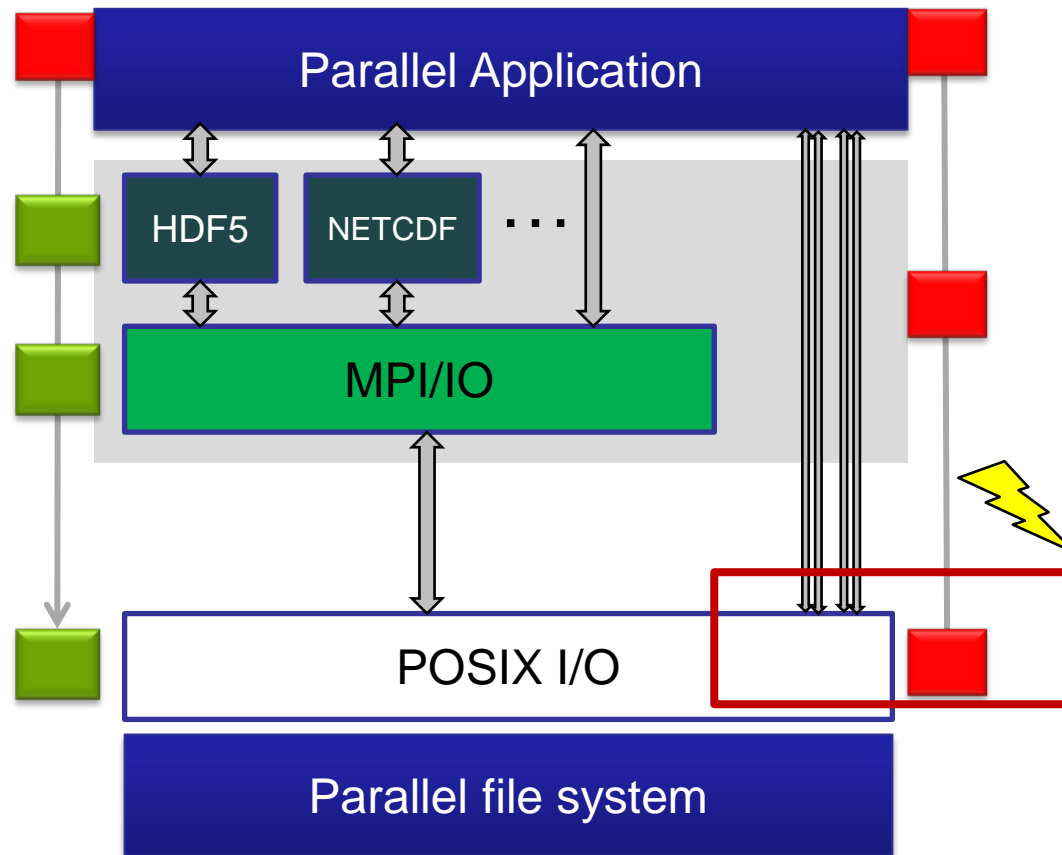 Parallel Application
HDF5
NETCDF
...
MPI/IO
POSIX I/O
Parallel file system